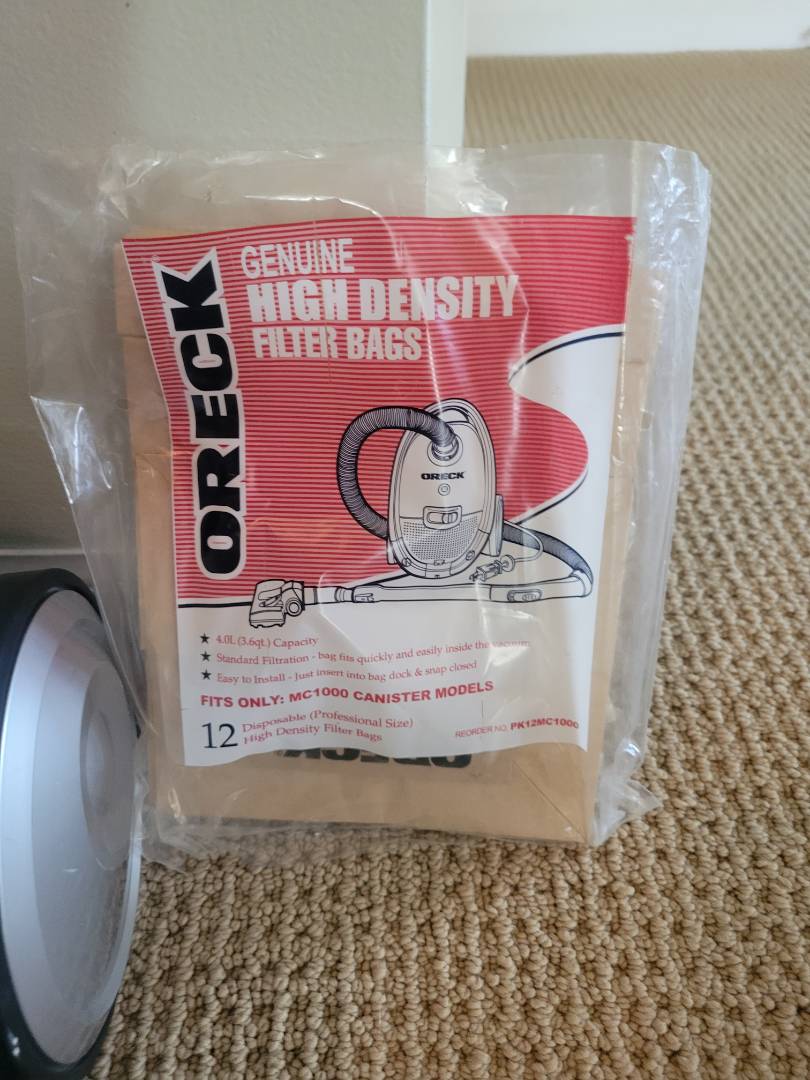 ORECK
GENUINE
HIGH DENSITY
FILTER BAGS
ORECK
★ 4.0L (3.6qt.) Capacity
★ Standard Filtration - bag fits quickly and easily inside the vacuum
★ Easy to Install - Just insert into bag dock & snap closed
FITS ONLY: MC1000 CANISTER MODELS
12 Disposable (Professional Size)
High Density Filter Bags
REORDER NO. PK12MC1000
ORECK